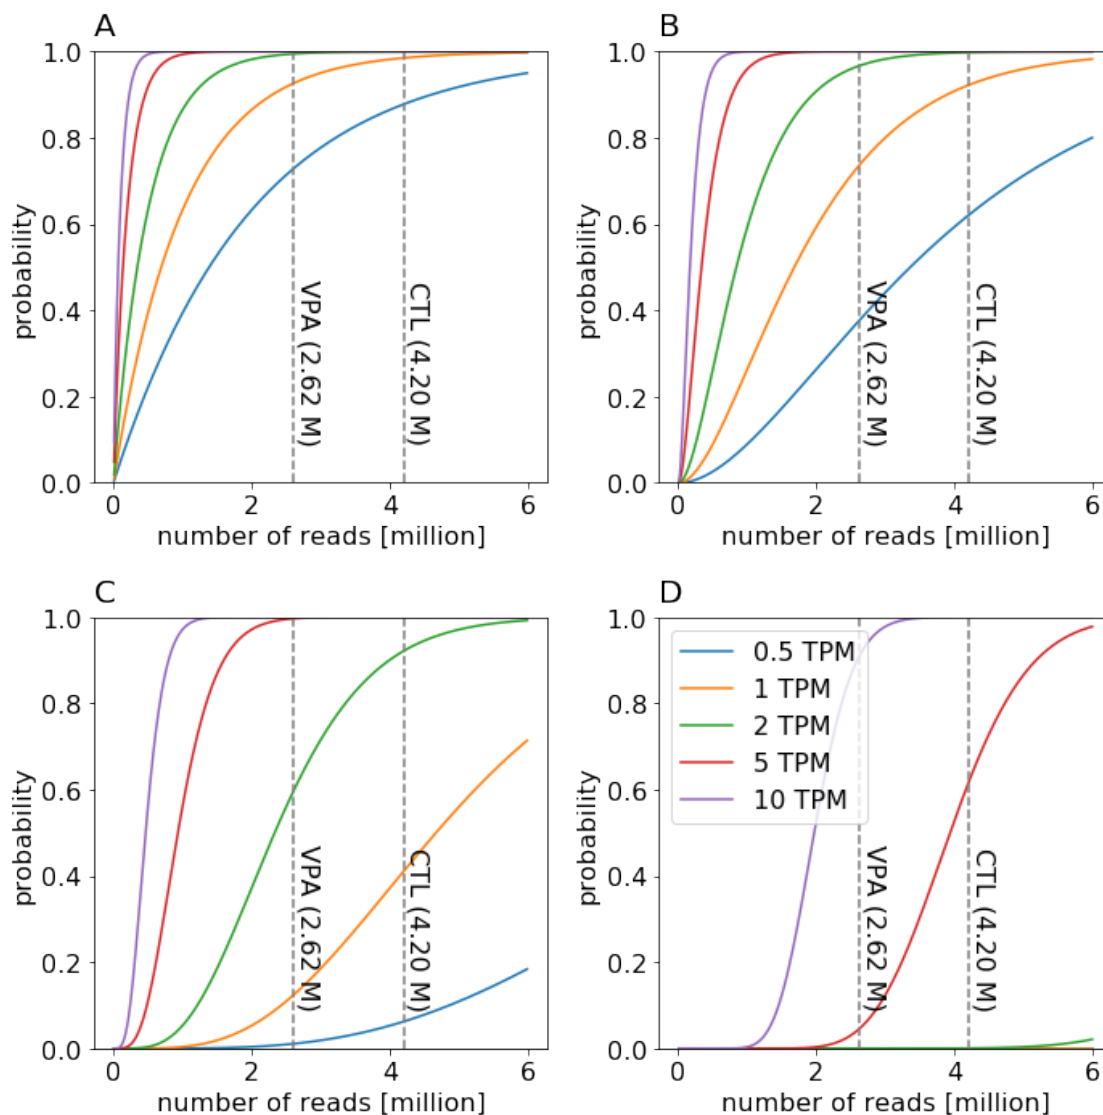 A
1.0
0.8
0.6
0.4
0.2
0.0
probability
VPA (2.62 M)
CTL (4.20 M)
0 2 4 6
number of reads [million]
B
1.0
0.8
0.6
0.4
0.2
0.0
probability
VPA (2.62 M)
CTL (4.20 M)
0 2 4 6
number of reads [million]
C
1.0
0.8
0.6
0.4
0.2
0.0
probability
VPA (2.62 M)
CTL (4.20 M)
0 2 4 6
number of reads [million]
D
1.0
0.8
0.6
0.4
0.2
0.0
probability
0.5 TPM
1 TPM
2 TPM
5 TPM
10 TPM
VPA (2.62 M)
CTL (4.20 M)
0 2 4 6
number of reads [million]